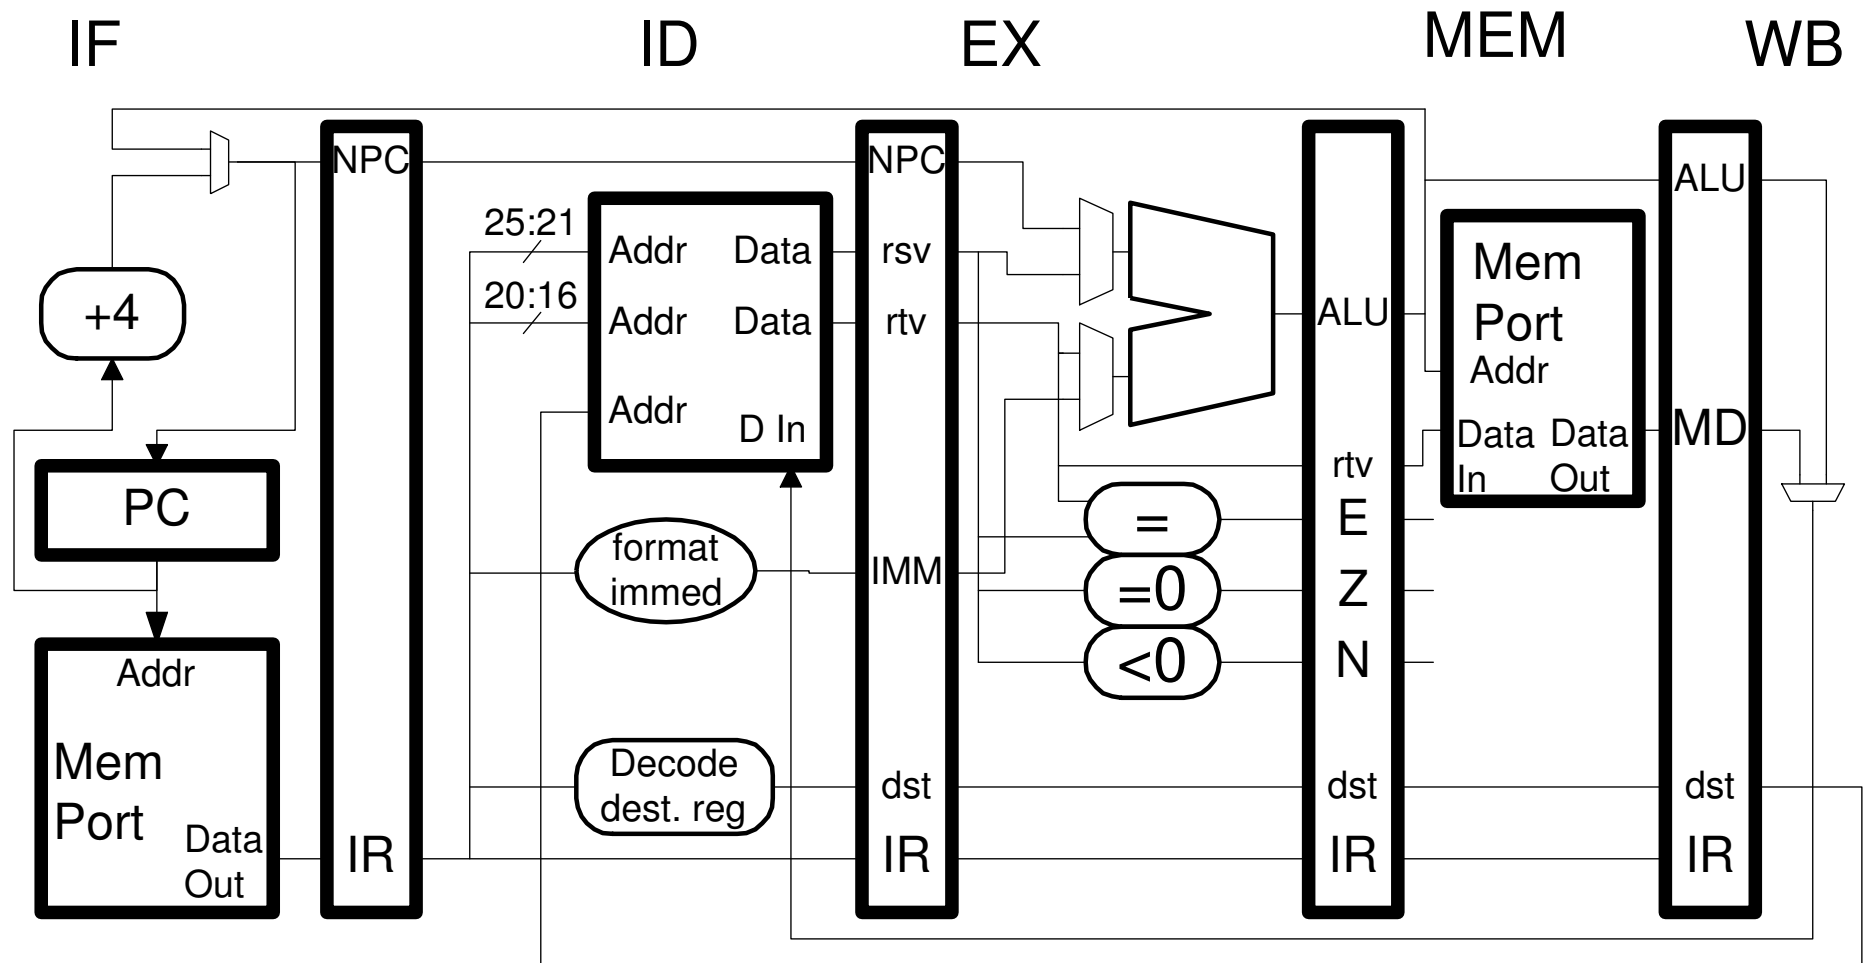 IF
ID
EX
MEM
WB
NPC
25:21
20:16
Addr
Data
Addr
Data
Addr
D In
NPC
rsv
rtv
ALU
Mem
Port
Addr
Data
In
Data
Out
ALU
MD
+4
PC
Addr
Mem
Port
Data
Out
IR
format
immed
Decode
dest. reg
IMM
dst
IR
=
=0
<0
rtv
E
Z
N
dst
IR
dst
IR